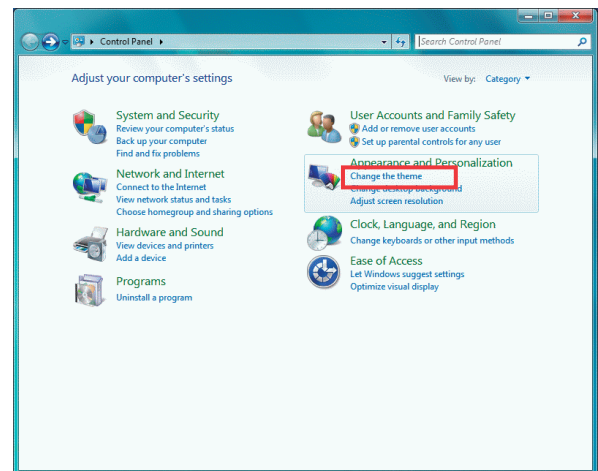 Control Panel
Search Control Panel
Adjust your computer's settings
View by: Category
System and Security
Review your computer's status
Back up your computer
Find and fix problems
Network and Internet
Connect to the Internet
View network status and tasks
Choose homegroup and sharing options
Hardware and Sound
View devices and printers
Add a device
Programs
Uninstall a program
User Accounts and Family Safety
Add or remove user accounts
Set up parental controls for any user
Appearance and Personalization
Change the theme
Change desktop background
Adjust screen resolution
Clock, Language, and Region
Change keyboards or other input methods
Ease of Access
Let Windows suggest settings
Optimize visual display